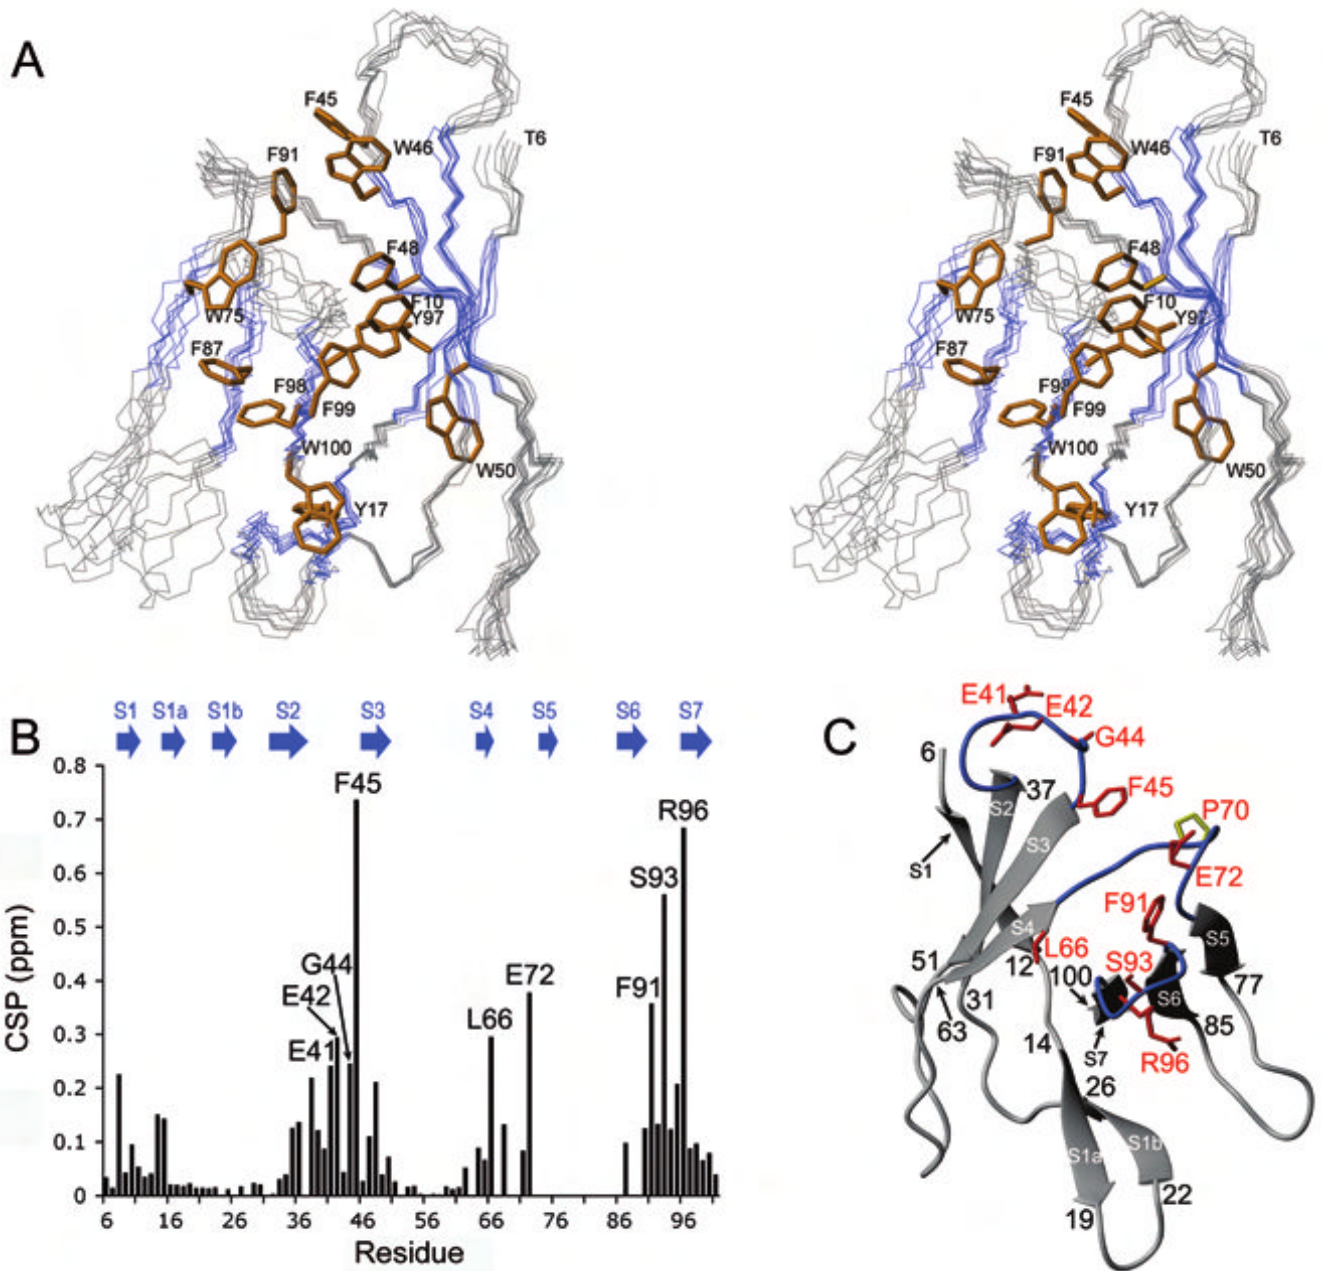 A
F45
W46
T6
F91
F48
F10
Y97
W75
F87
F98
F99
W100
W50
Y17
F45
W46
T6
F91
F48
F10
W75
F87
F99
W100
W50
Y17
B
S1 S1a S1b S2 S3 S4 S5 S6 S7
0.8
0.7
0.6
0.5
0.4
0.3
0.2
0.1
0
CSP (ppm)
F45
R96
S93
G44
E42
E41
L66
E72
F91
6 16 26 36 46 56 66 76 86 96
Residue
C
E41
E42
G44
6
37
F45
S2
P70
S3
S1
E72
F91
S4
S5
L66
51
12
S93
100
77
31
S6
63
85
14
S7
26
R96
S1a
S1b
22
19